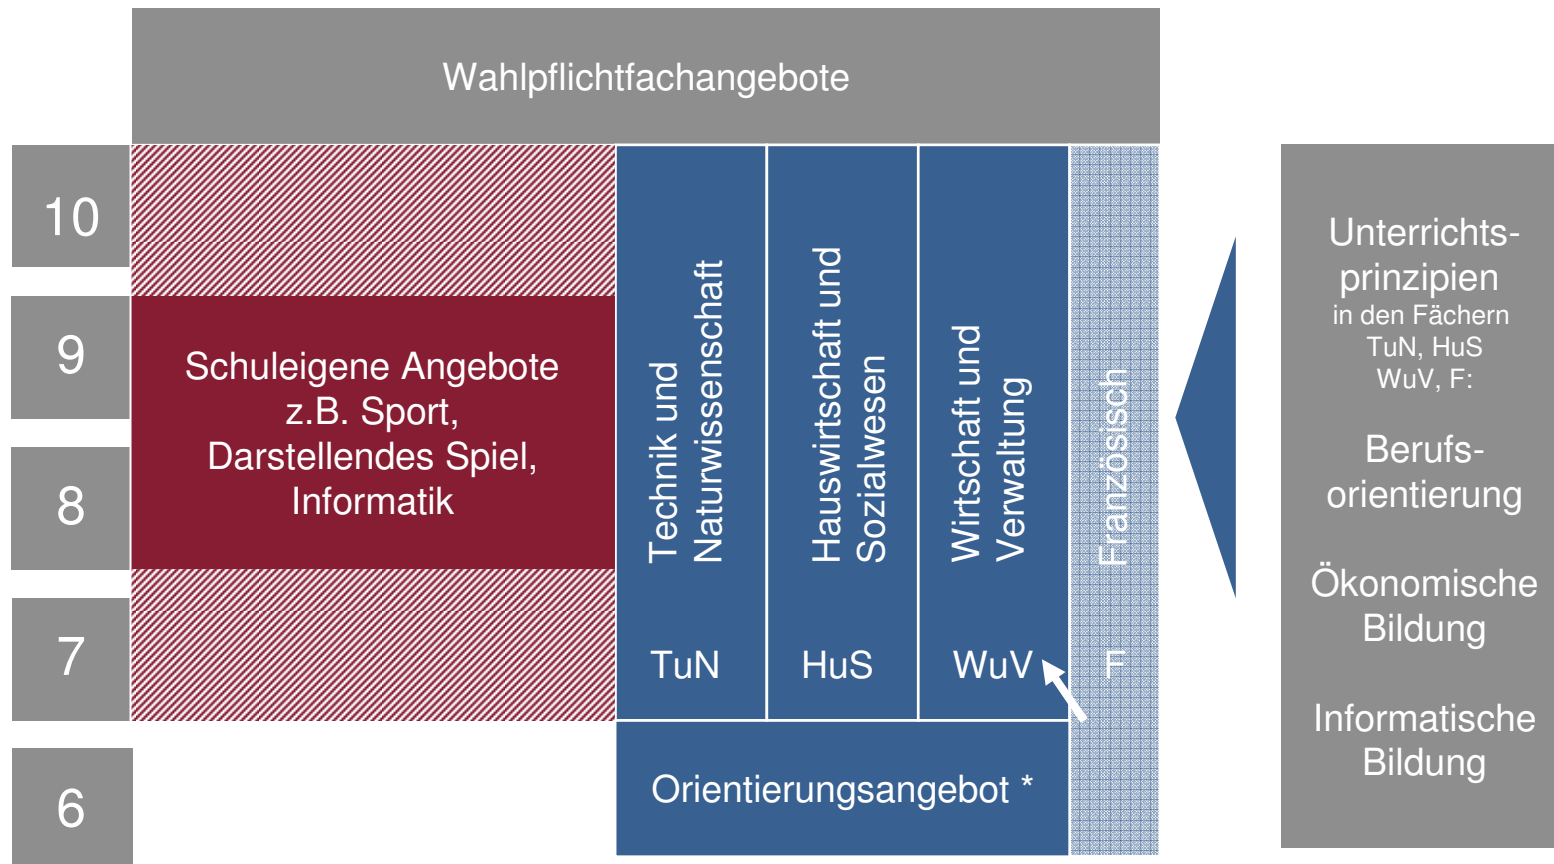 Wahlpflichtfachangebote
10
9
8
7
6
Schuleigene Angebote
z.B. Sport,
Darstellendes Spiel,
Informatik
Technik und
Naturwissenschaft
TuN
Hauswirtschaft und
Sozialwesen
HuS
Wirtschaft und
Verwaltung
WuV
Französisch
F
Orientierungsangebot *
Unterrichts-
prinzipien
in den Fächern
TuN, HuS
WuV, F:
Berufs-
orientierung
Ökonomische
Bildung
Informatische
Bildung